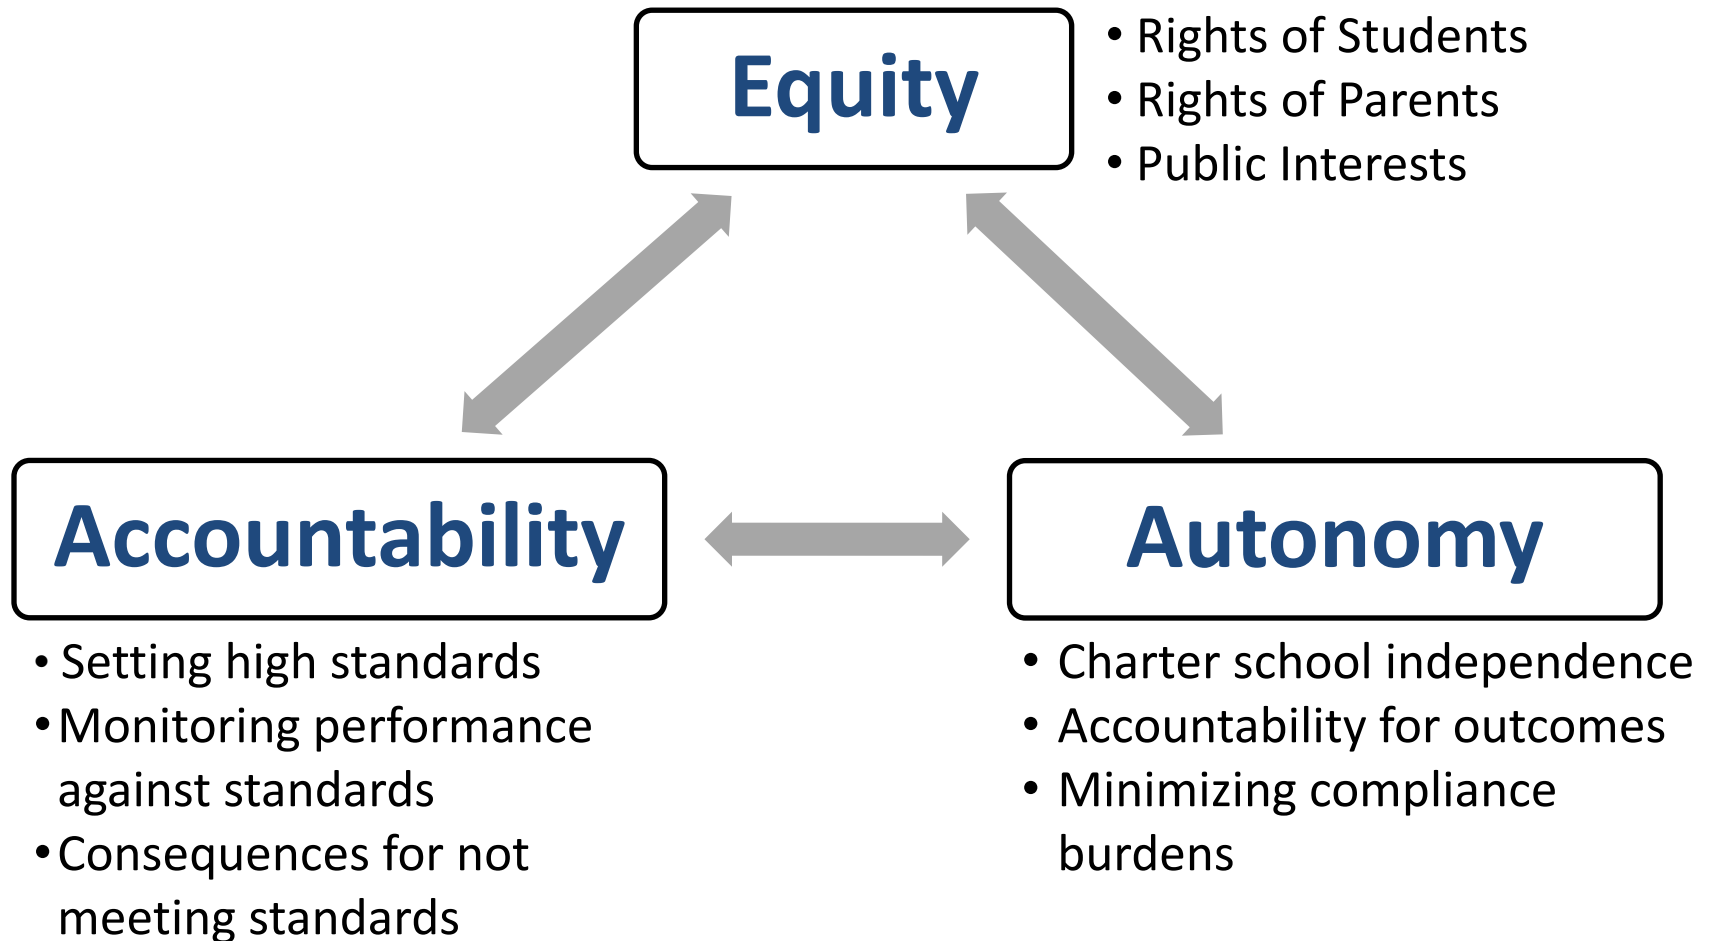 Equity
• Rights of Students
• Rights of Parents
• Public Interests
Accountability
• Setting high standards
• Monitoring performance
against standards
• Consequences for not
meeting standards
Autonomy
• Charter school independence
• Accountability for outcomes
• Minimizing compliance
burdens